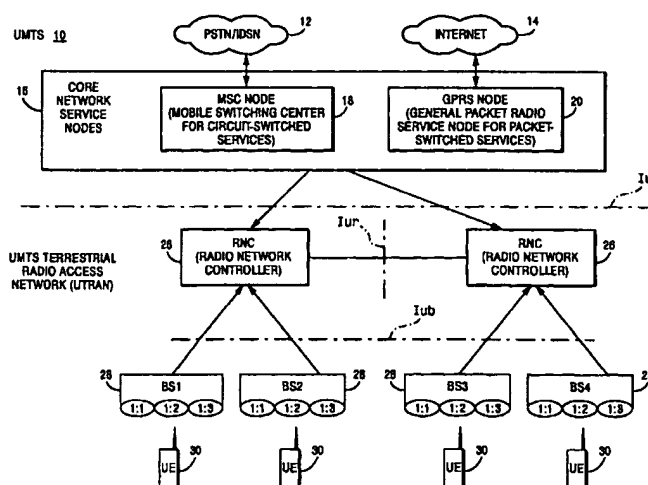 UMTS 10
PSTN/IDSN
12
INTERNET
14
16
CORE
NETWORK
SERVICE
NODES
MSC NODE
(MOBILE SWITCHING CENTER
FOR CIRCUIT-SWITCHED
SERVICES)
18
GPRS NODE
(GENERAL PACKET RADIO
SERVICE NODE FOR PACKET-
SWITCHED SERVICES)
20
Iur
26
RNC
(RADIO NETWORK
CONTROLLER)
RNC
(RADIO NETWORK
CONTROLLER)
26
UMTS TERRESTRIAL
RADIO ACCESS
NETWORK (UTRAN)
Iub
28
BS1
1:1 1:2 1:3
BS2
28
1:1 1:2 1:3
28
BS3
1:1 1:2 1:3
BS4
1:1 1:2 1:3
UE
30
UE
30
UE
30
UE
30